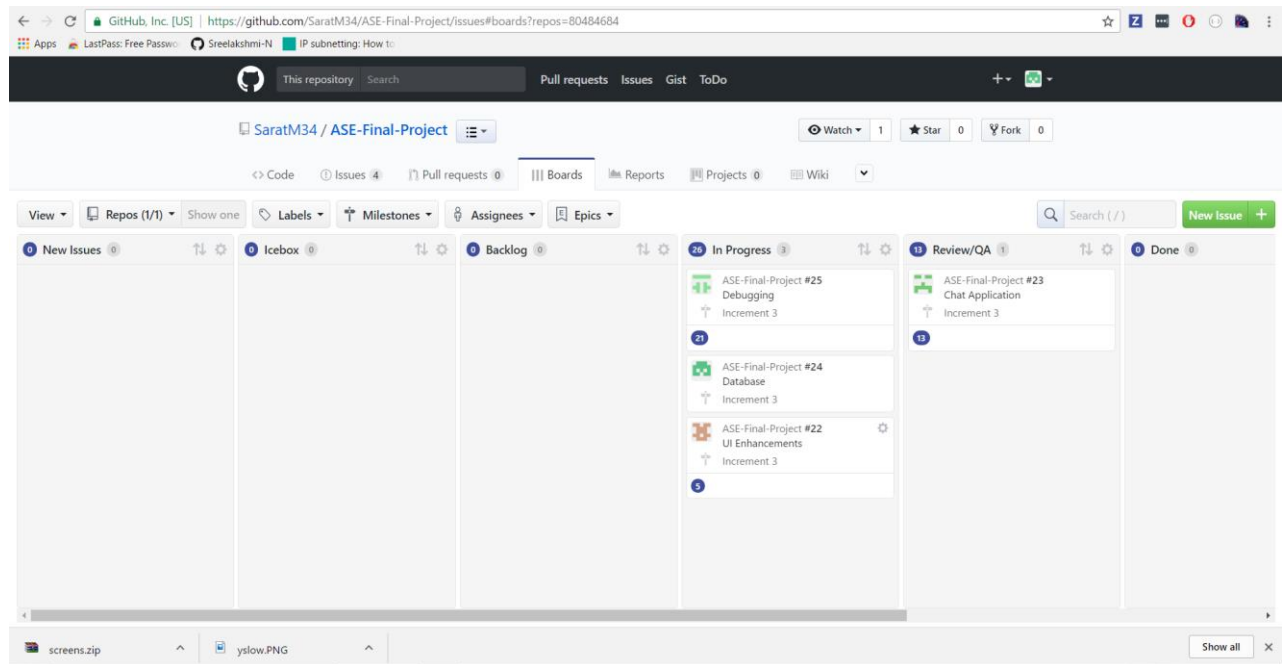 GitHub, Inc. [US] | https://github.com/SaratM34/ASE-Final-Project/issues#boards?repos=80484684
Apps LastPass: Free Passwo Sreelakshmi-N IP subnetting: How to
This repository Search Pull requests Issues Gist ToDo
SaratM34 / ASE-Final-Project Watch 1 Star 0 Fork 0
Code Issues 4 Pull requests 0 Boards Reports Projects 0 Wiki
View Repos (1/1) Show one Labels Milestones Assignees Epics Search (/) New Issue +
0 New Issues 0
0 Icebox 0
0 Backlog 0
26 In Progress 3
ASE-Final-Project #25
Debugging
Increment 3
21
ASE-Final-Project #24
Database
Increment 3
ASE-Final-Project #22
UI Enhancements
Increment 3
5
13 Review/QA 1
ASE-Final-Project #23
Chat Application
Increment 3
13
0 Done 0
screens.zip yslow.PNG Show all